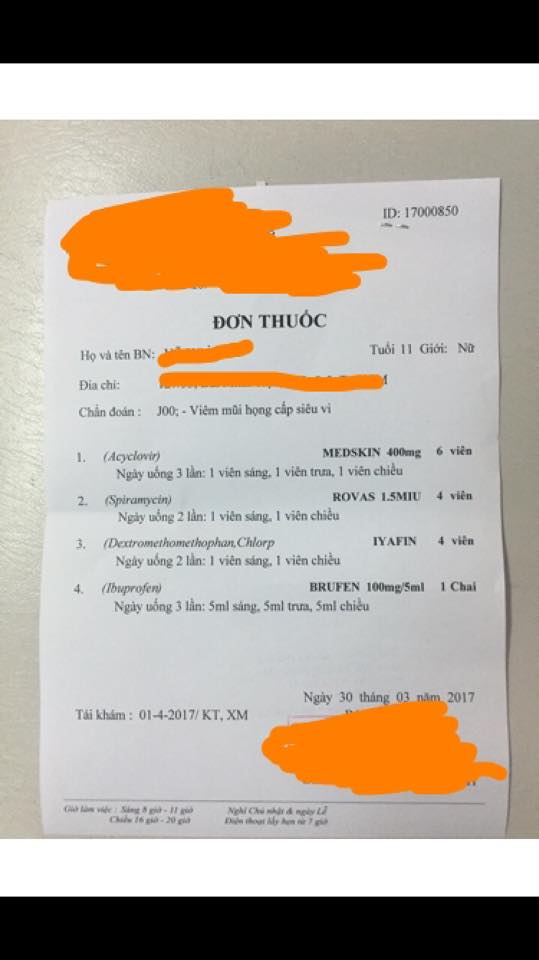 ID: 17000850
ĐƠN THUỐC
Họ và tên BN: Tuổi 11 Giới: Nữ
Đia chỉ:
Chẩn đoán : J00; - Viêm mũi họng cấp siêu vi
1. (Acyclovir) MEDSKIN 400mg 6 viên
Ngày uống 3 lần: 1 viên sáng, 1 viên trưa, 1 viên chiều
2. (Spiramycin) ROVAS 1.5MIU 4 viên
Ngày uống 2 lần: 1 viên sáng, 1 viên chiều
3. (Dextromethomethophan,Chlorp IYAFIN 4 viên
Ngày uống 2 lần: 1 viên sáng, 1 viên chiều
4. (Ibuprofen) BRUFEN 100mg/5ml 1 Chai
Ngày uống 3 lần: 5ml sáng, 5ml trưa, 5ml chiều
Ngày 30 tháng 03 năm 2017
Tái khám : 01-4-2017/ KT, XM
Giờ làm việc : Sáng 8 giờ - 11 giờ Nghỉ Chủ nhật & ngày Lễ
Chiều 16 giờ - 20 giờ Điện thoại lấy hẹn từ 7 giờ